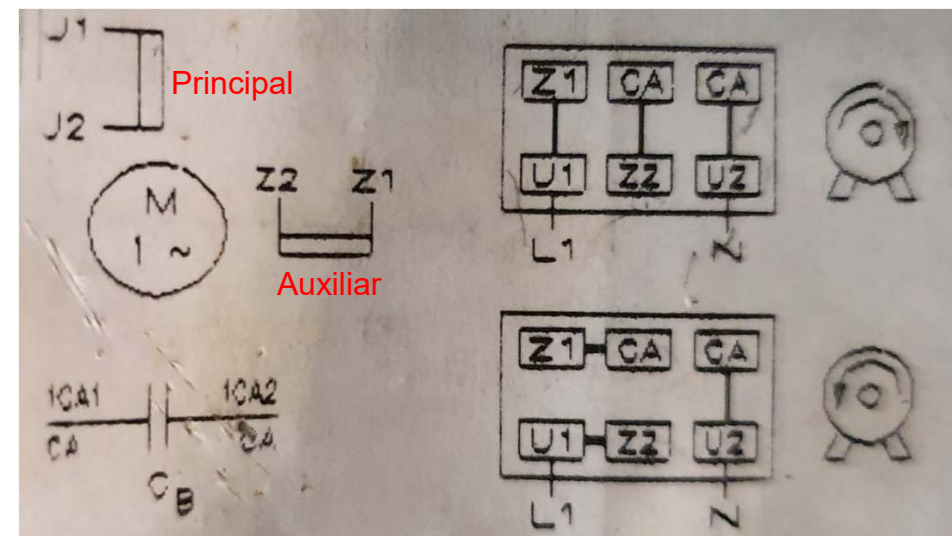 U1
Principal
U2
M
1 ~
Z2 Z1
Auxiliar
1CA1 1CA2
CA CA
CB
Z1 CA CA
U1 Z2 U2
L1 N
Z1 CA CA
U1 Z2 U2
L1 N